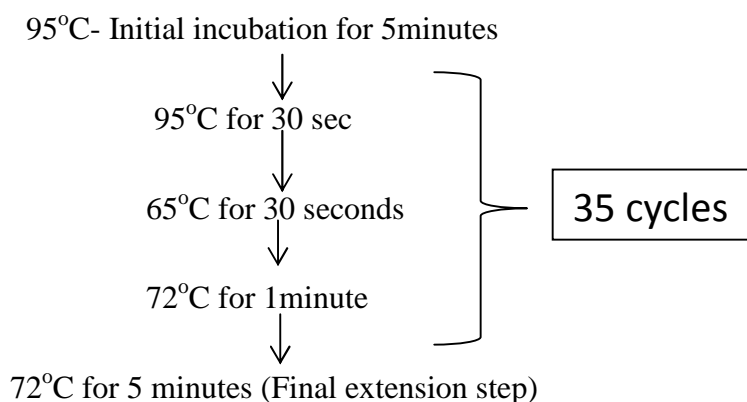 95°C- Initial incubation for 5minutes
95°C for 30 sec
65°C for 30 seconds
35 cycles
72°C for 1minute
72°C for 5 minutes (Final extension step)